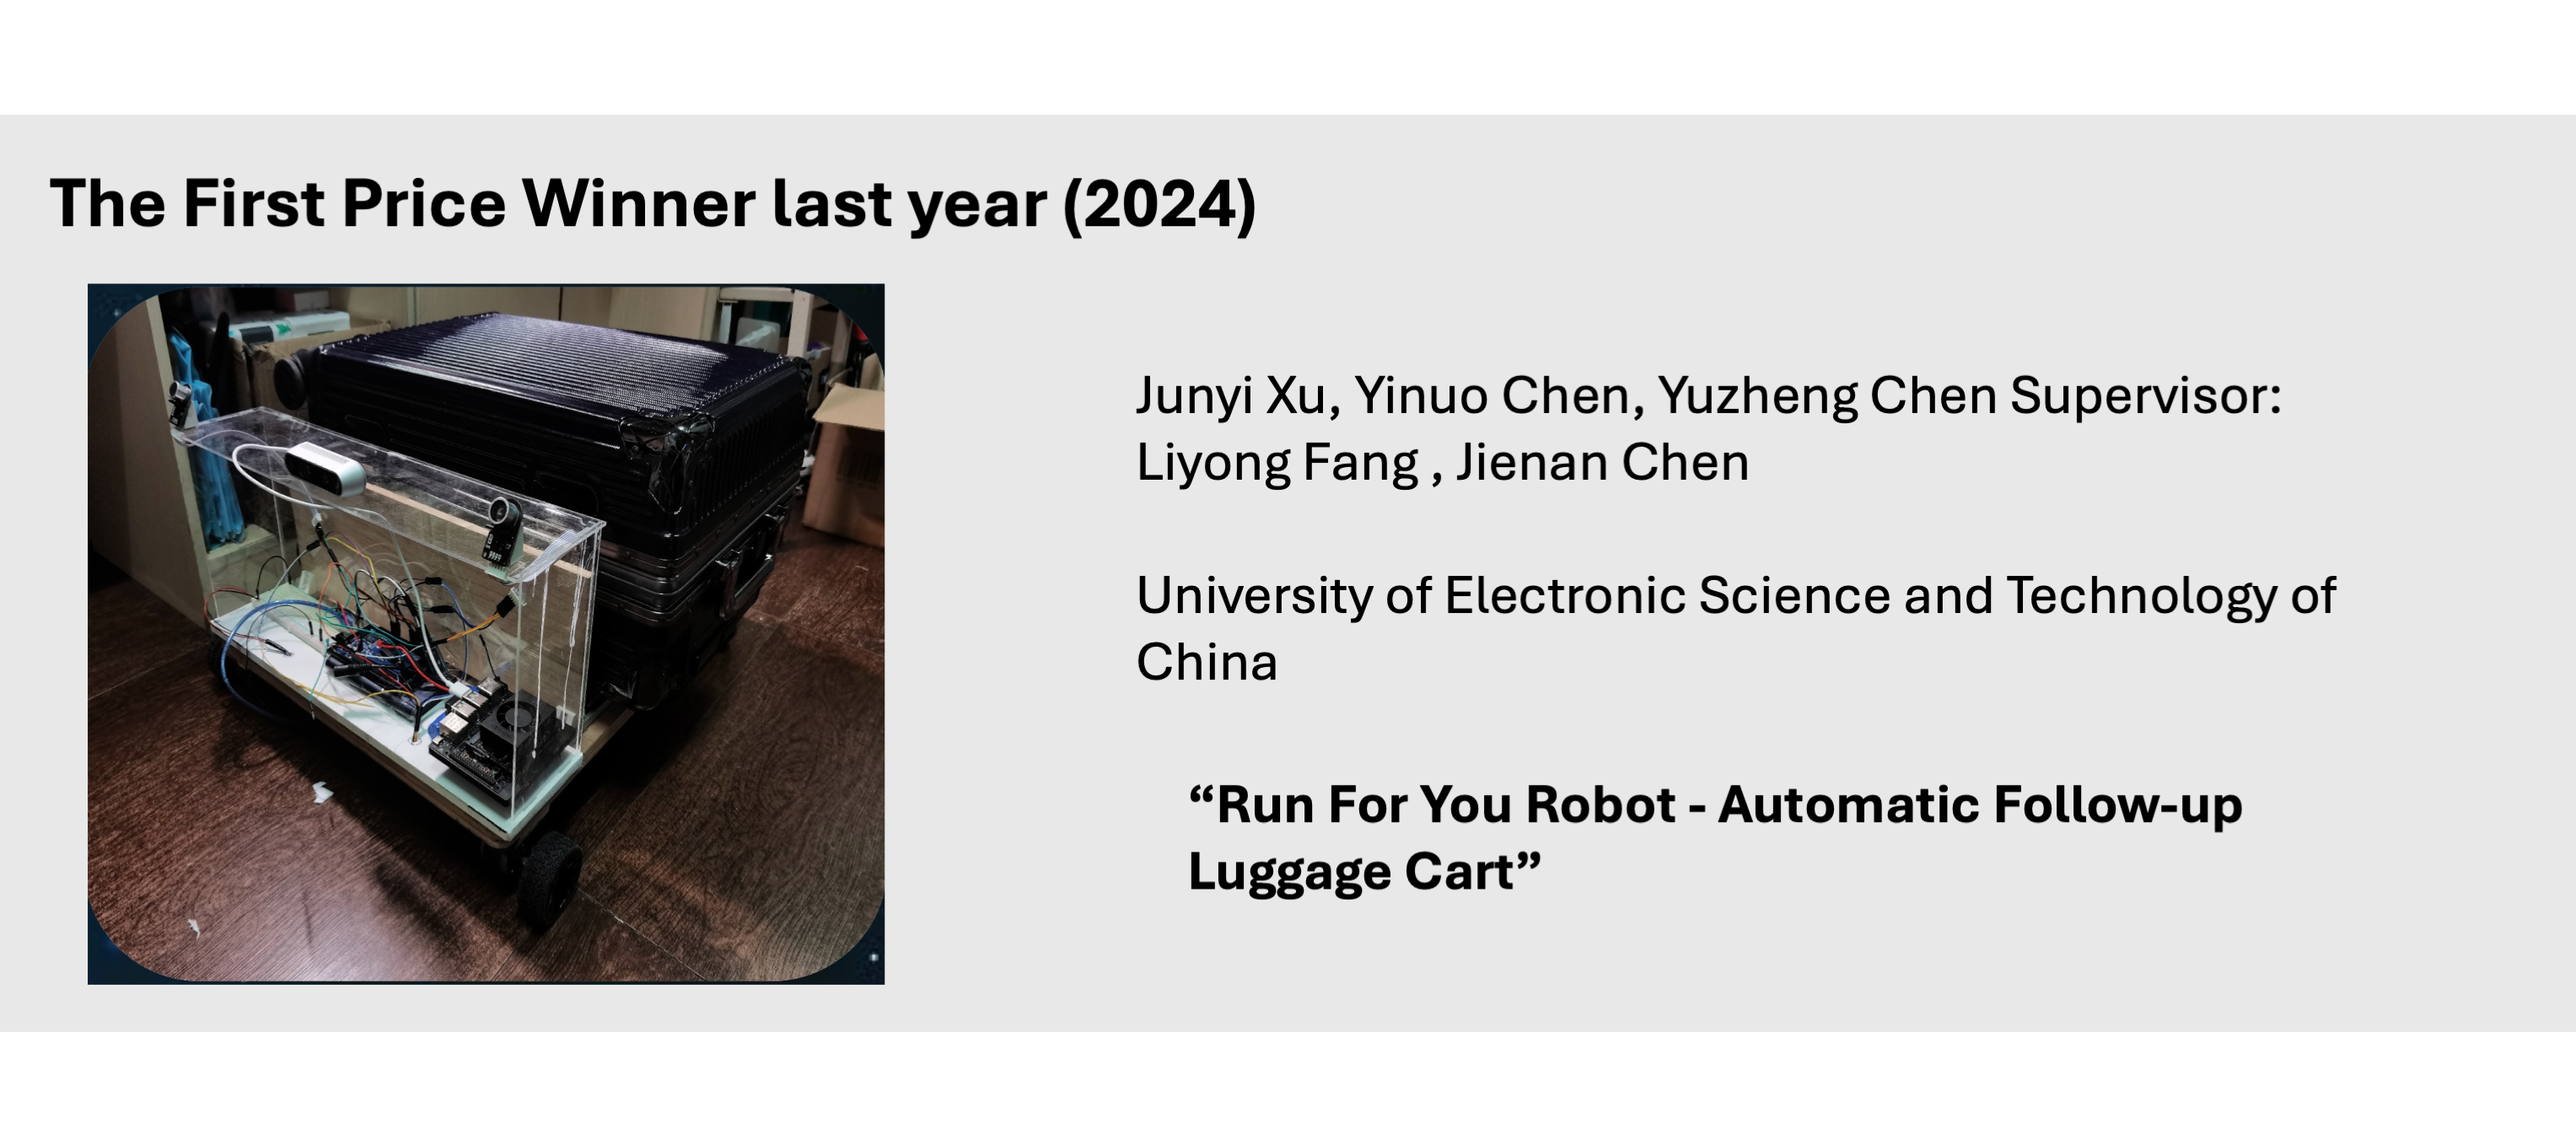 The First Price Winner last year (2024)
Junyi Xu, Yinuo Chen, Yuzheng Chen Supervisor:
Liyong Fang , Jienan Chen
University of Electronic Science and Technology of
China
“Run For You Robot - Automatic Follow-up
Luggage Cart”